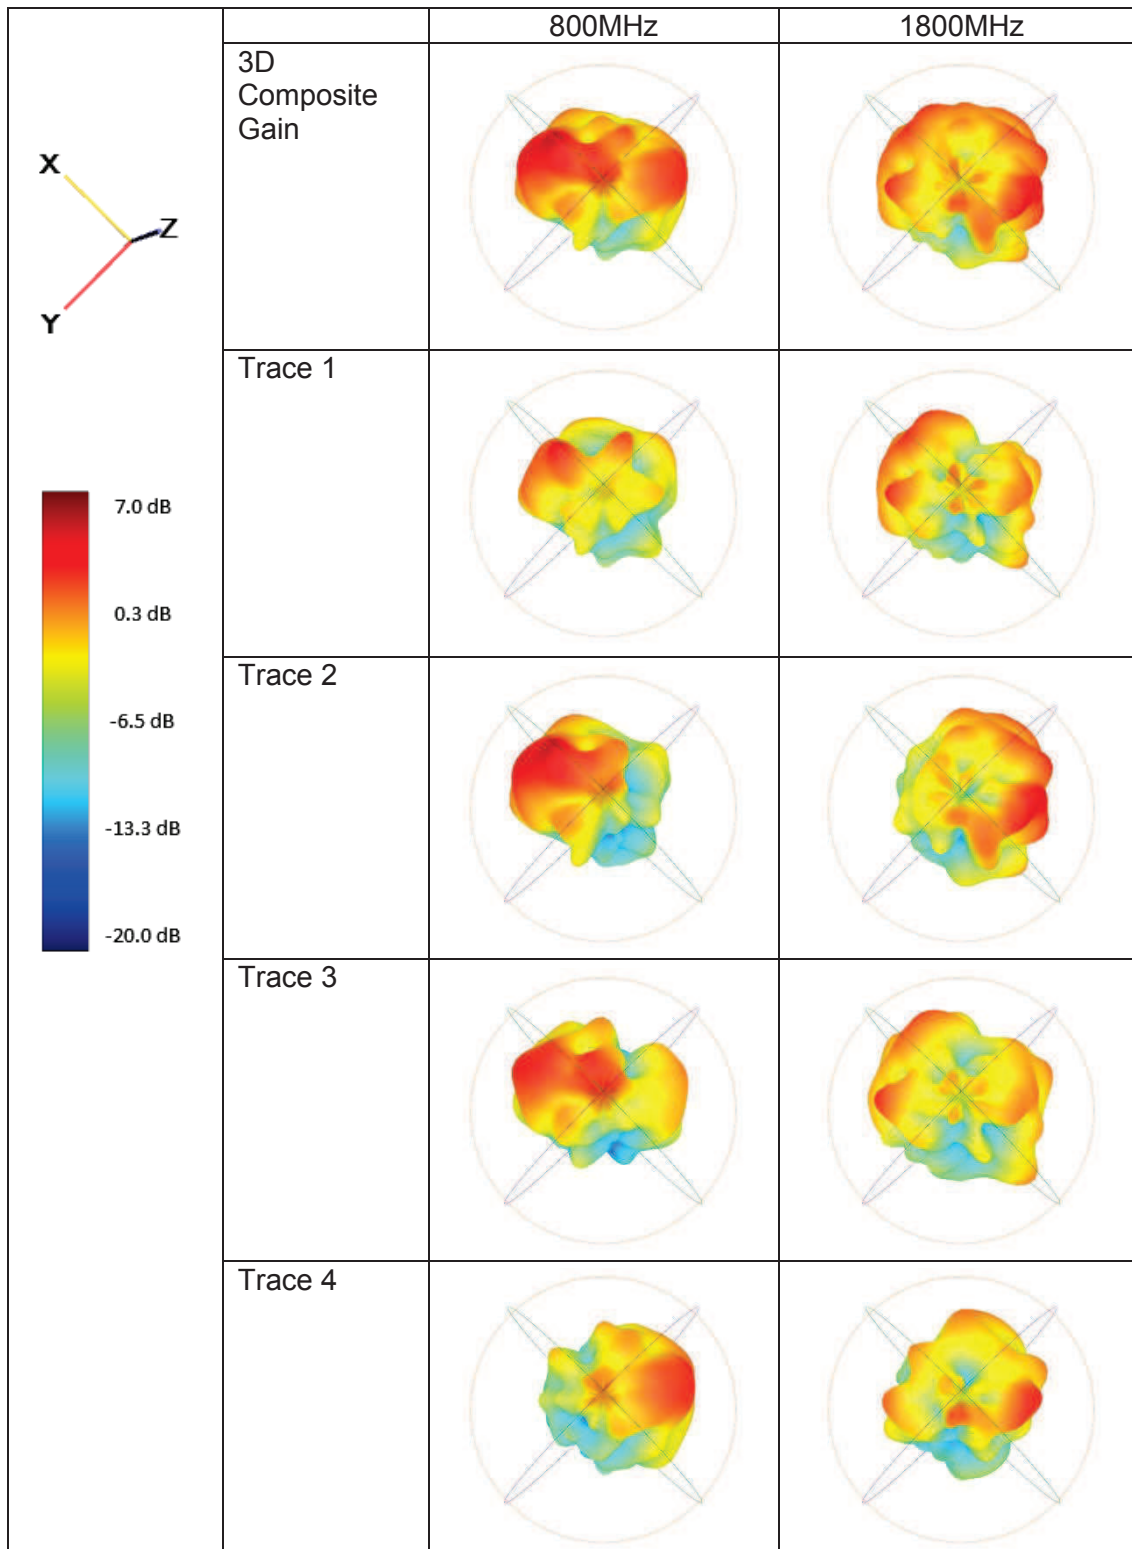 800MHz
1800MHz
3D
Composite
Gain
X
Z
Y
Trace 1
7.0 dB
0.3 dB
-6.5 dB
-13.3 dB
-20.0 dB
Trace 2
Trace 3
Trace 4